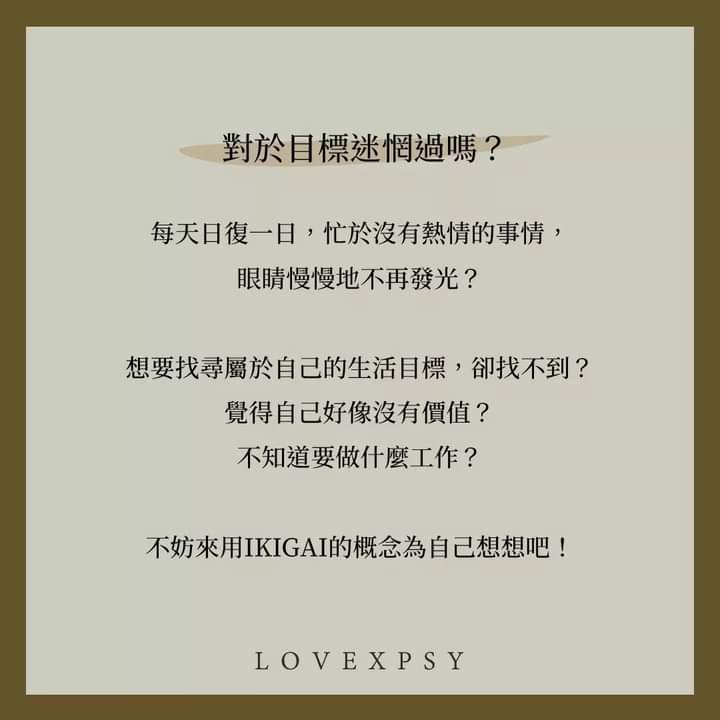 對於目標迷惘過嗎？
每天日復一日，忙於沒有熱情的事情，
眼睛慢慢地不再發光？
想要找尋屬於自己的生活目標，卻找不到？
覺得自己好像沒有價值？
不知道要做什麼工作？
不妨來用IKIGAI的概念為自己想想吧！
LOVEXPSY